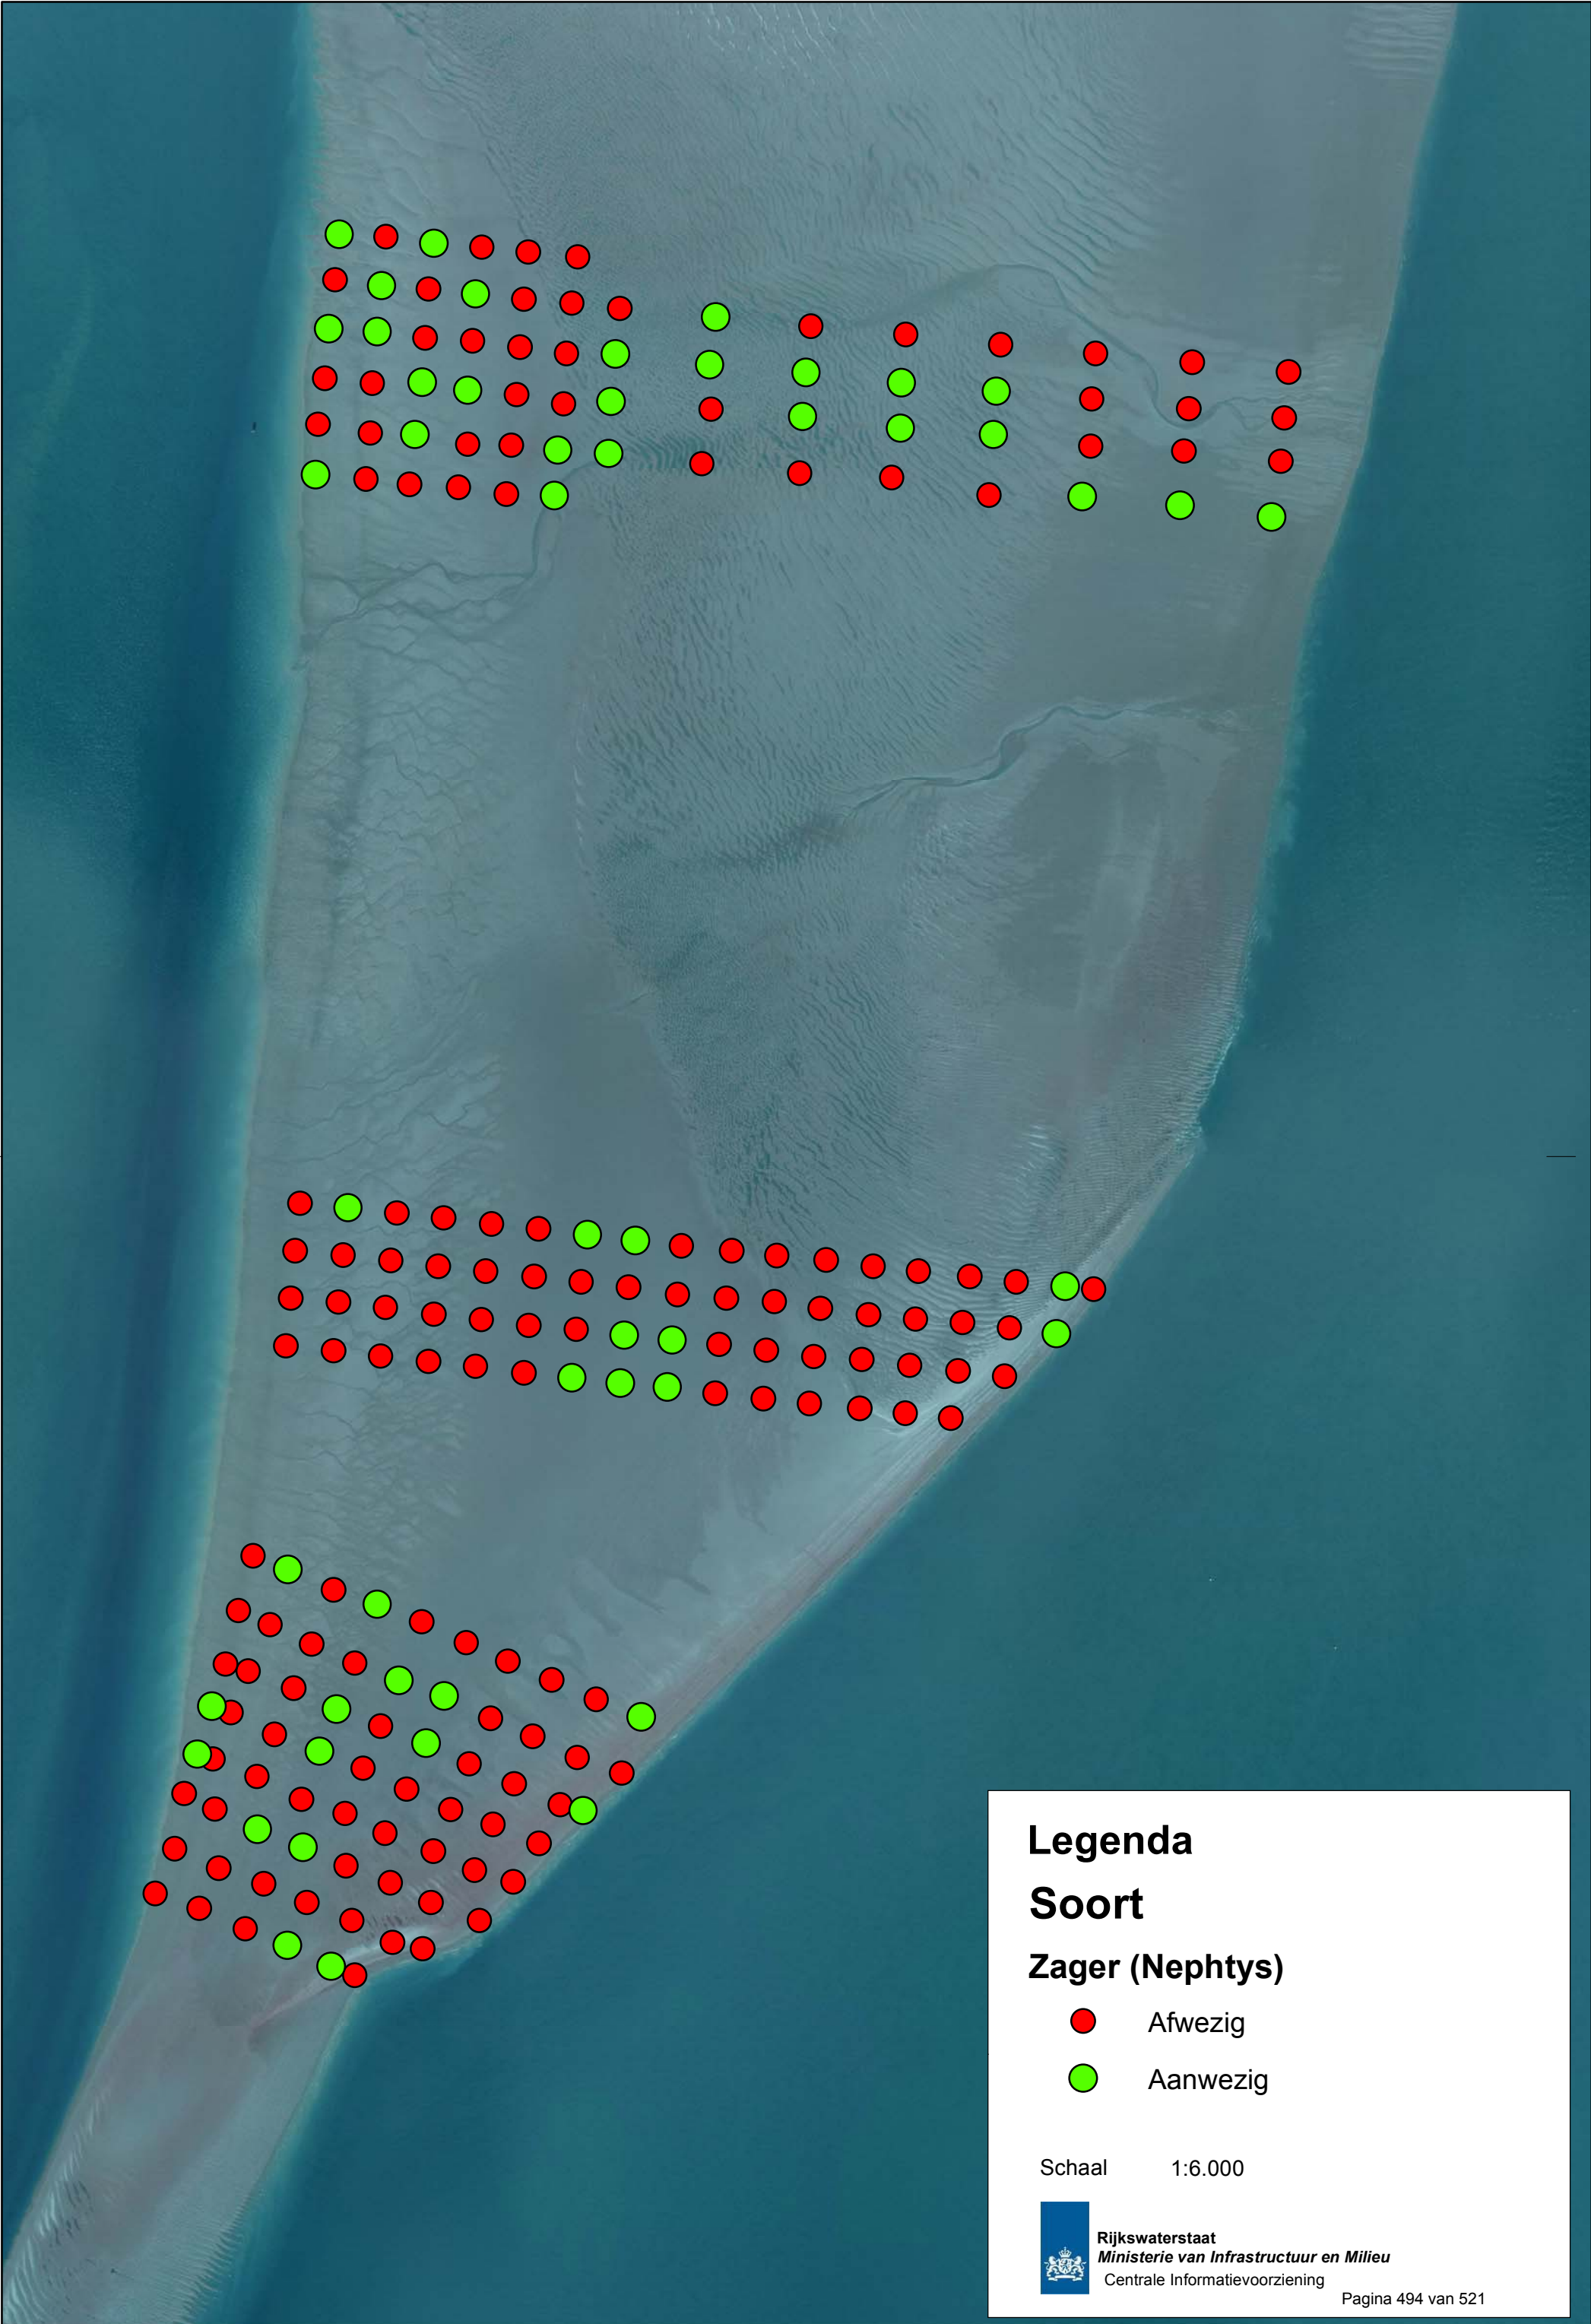 Legenda
Soort
Zager (Nephtys)
Afwezig
Aanwezig
Schaal 1:6.000
Rijkswaterstaat
Ministerie van Infrastructuur en Milieu
Centrale Informatievoorziening
Pagina 494 van 521